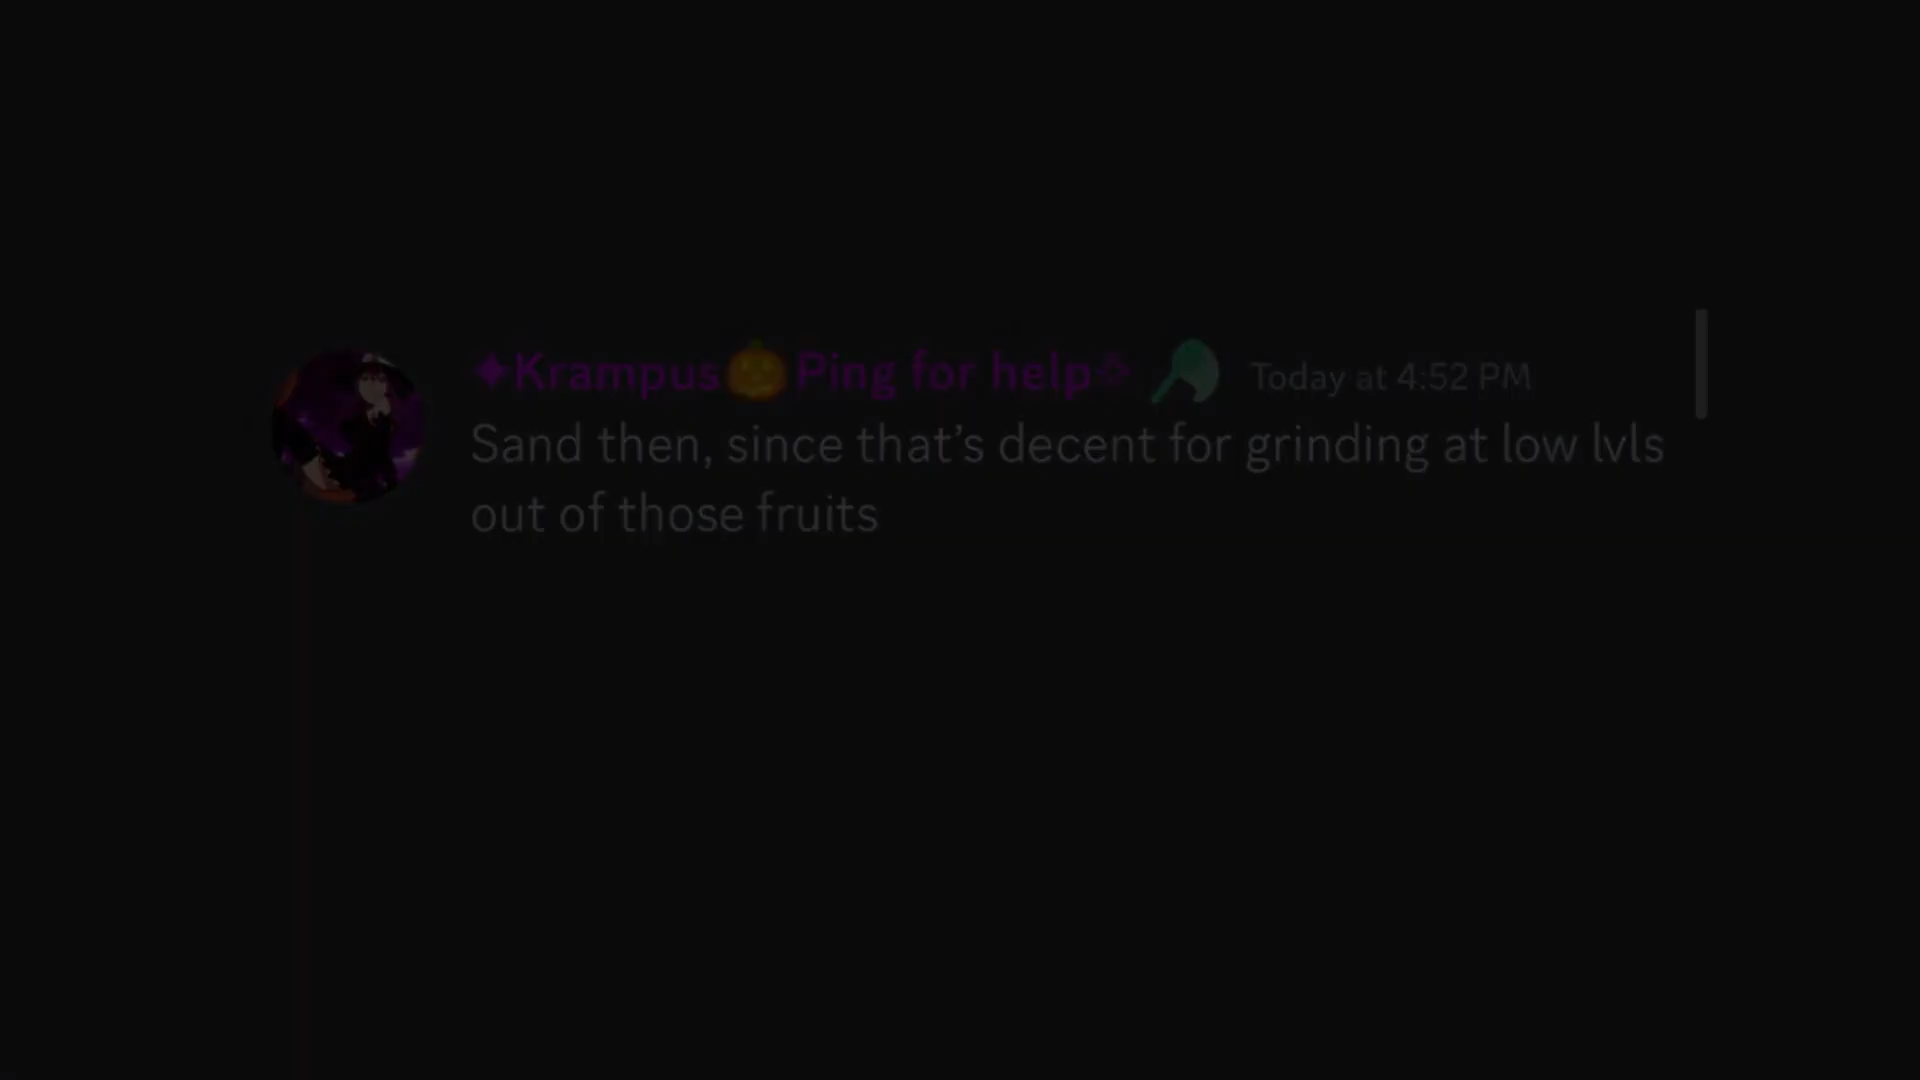 ✦Krampus🎃Ping for help✧ Today at 4:52 PM
Sand then, since that's decent for grinding at low lvls
out of those fruits